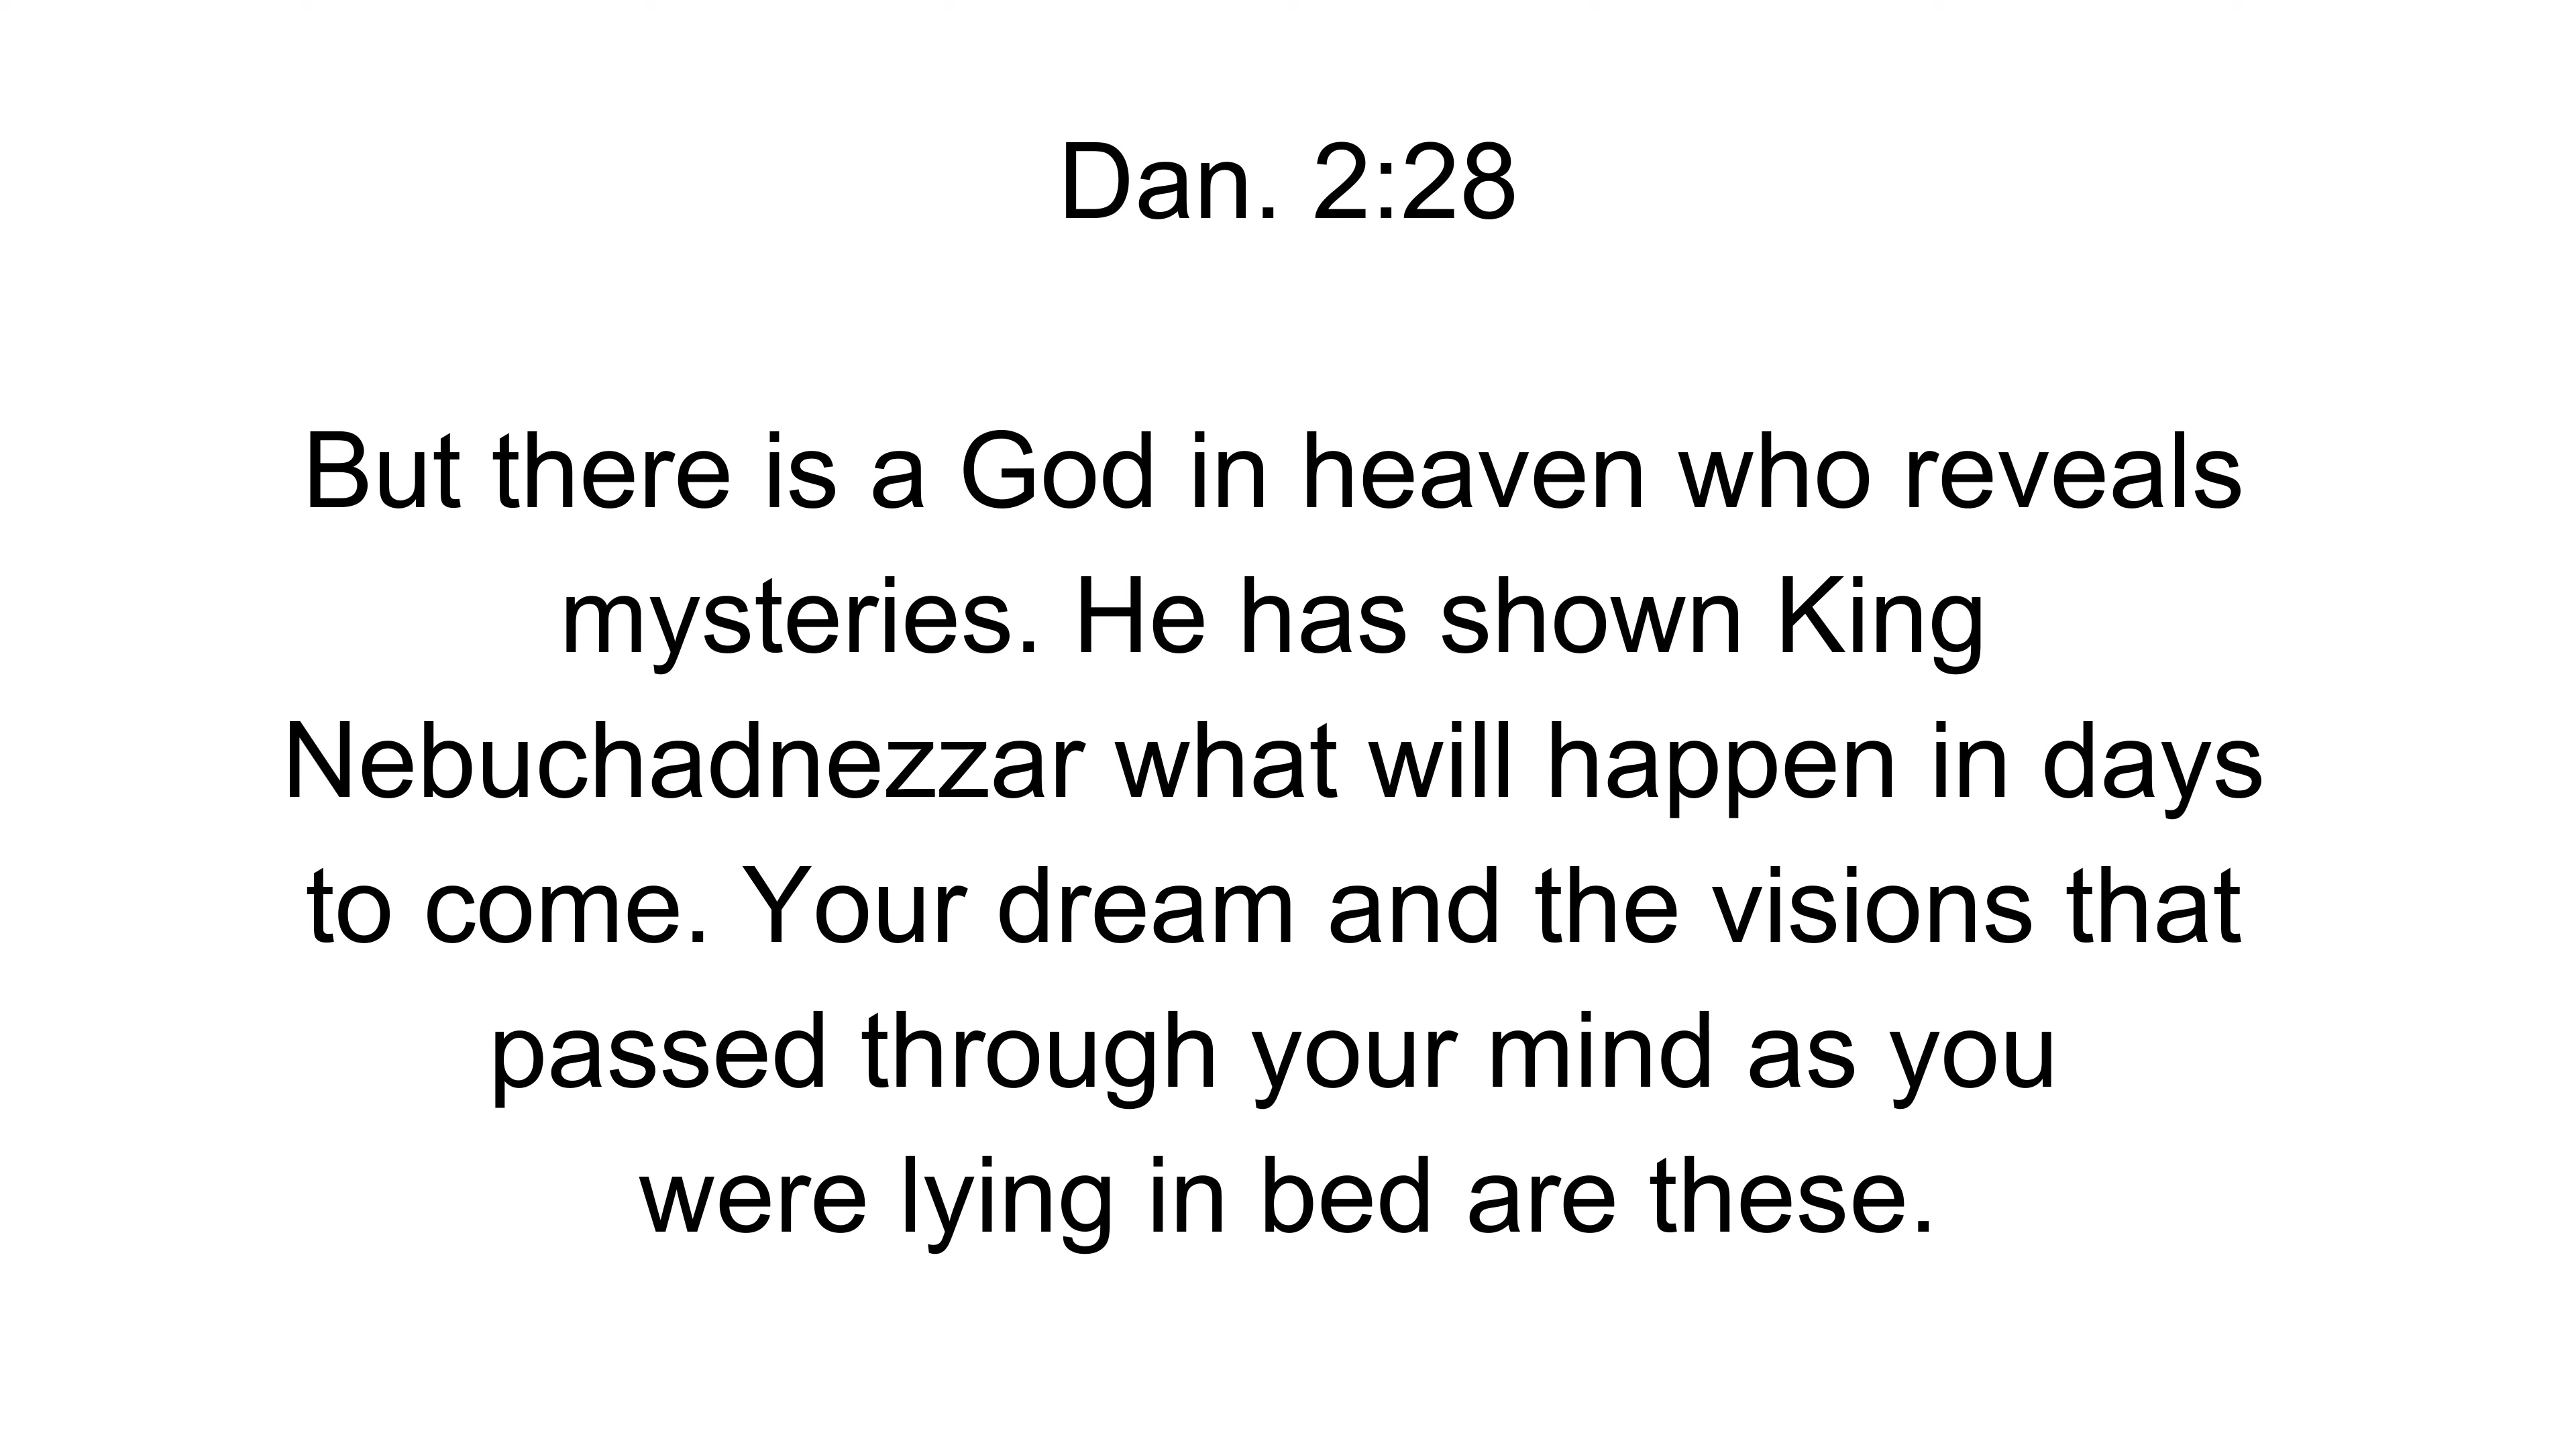 Dan. 2:28
But there is a God in heaven who reveals
mysteries. He has shown King
Nebuchadnezzar what will happen in days
to come. Your dream and the visions that
passed through your mind as you
were lying in bed are these.